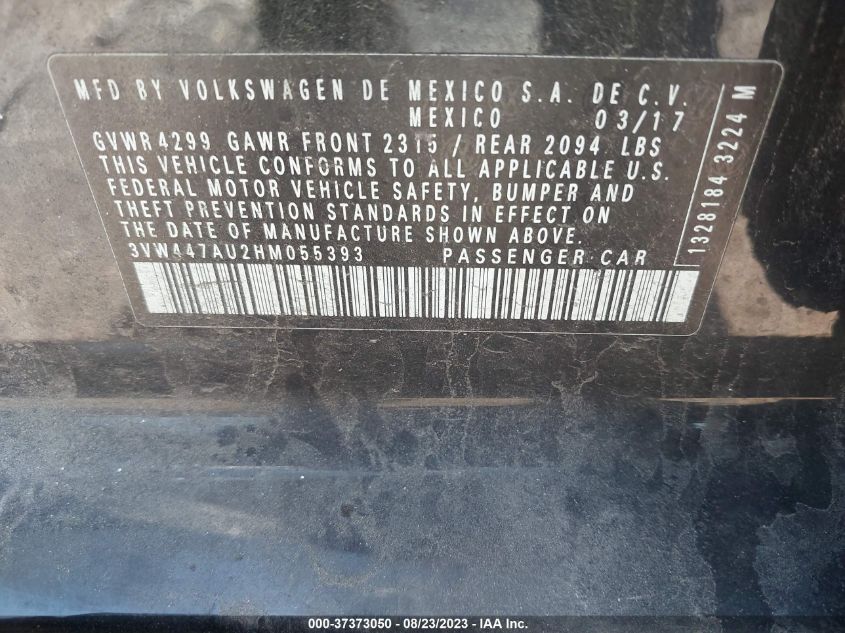 MFD BY VOLKSWAGEN DE MEXICO S.A. DE C.V.
MEXICO 03/17
GVWR 4299 GAWR FRONT 2315 / REAR 2094 LBS
THIS VEHICLE CONFORMS TO ALL APPLICABLE U.S.
FEDERAL MOTOR VEHICLE SAFETY, BUMPER AND
THEFT PREVENTION STANDARDS IN EFFECT ON
THE DATE OF MANUFACTURE SHOWN ABOVE.
3VW447AU2HM055393 PASSENGER CAR
1328184 3224 M
000-37373050 / 08/23/2023 - IAA Inc.